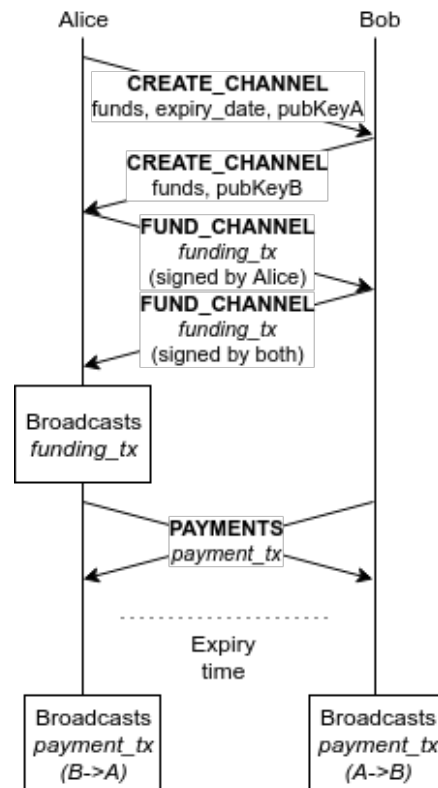 Alice
Bob
CREATE_CHANNEL
funds, expiry_date, pubKeyA
CREATE_CHANNEL
funds, pubKeyB
FUND_CHANNEL
funding_tx
(signed by Alice)
FUND_CHANNEL
funding_tx
(signed by both)
Broadcasts
funding_tx
PAYMENTS
payment_tx
Expiry
time
Broadcasts
payment_tx
(B->A)
Broadcasts
payment_tx
(A->B)